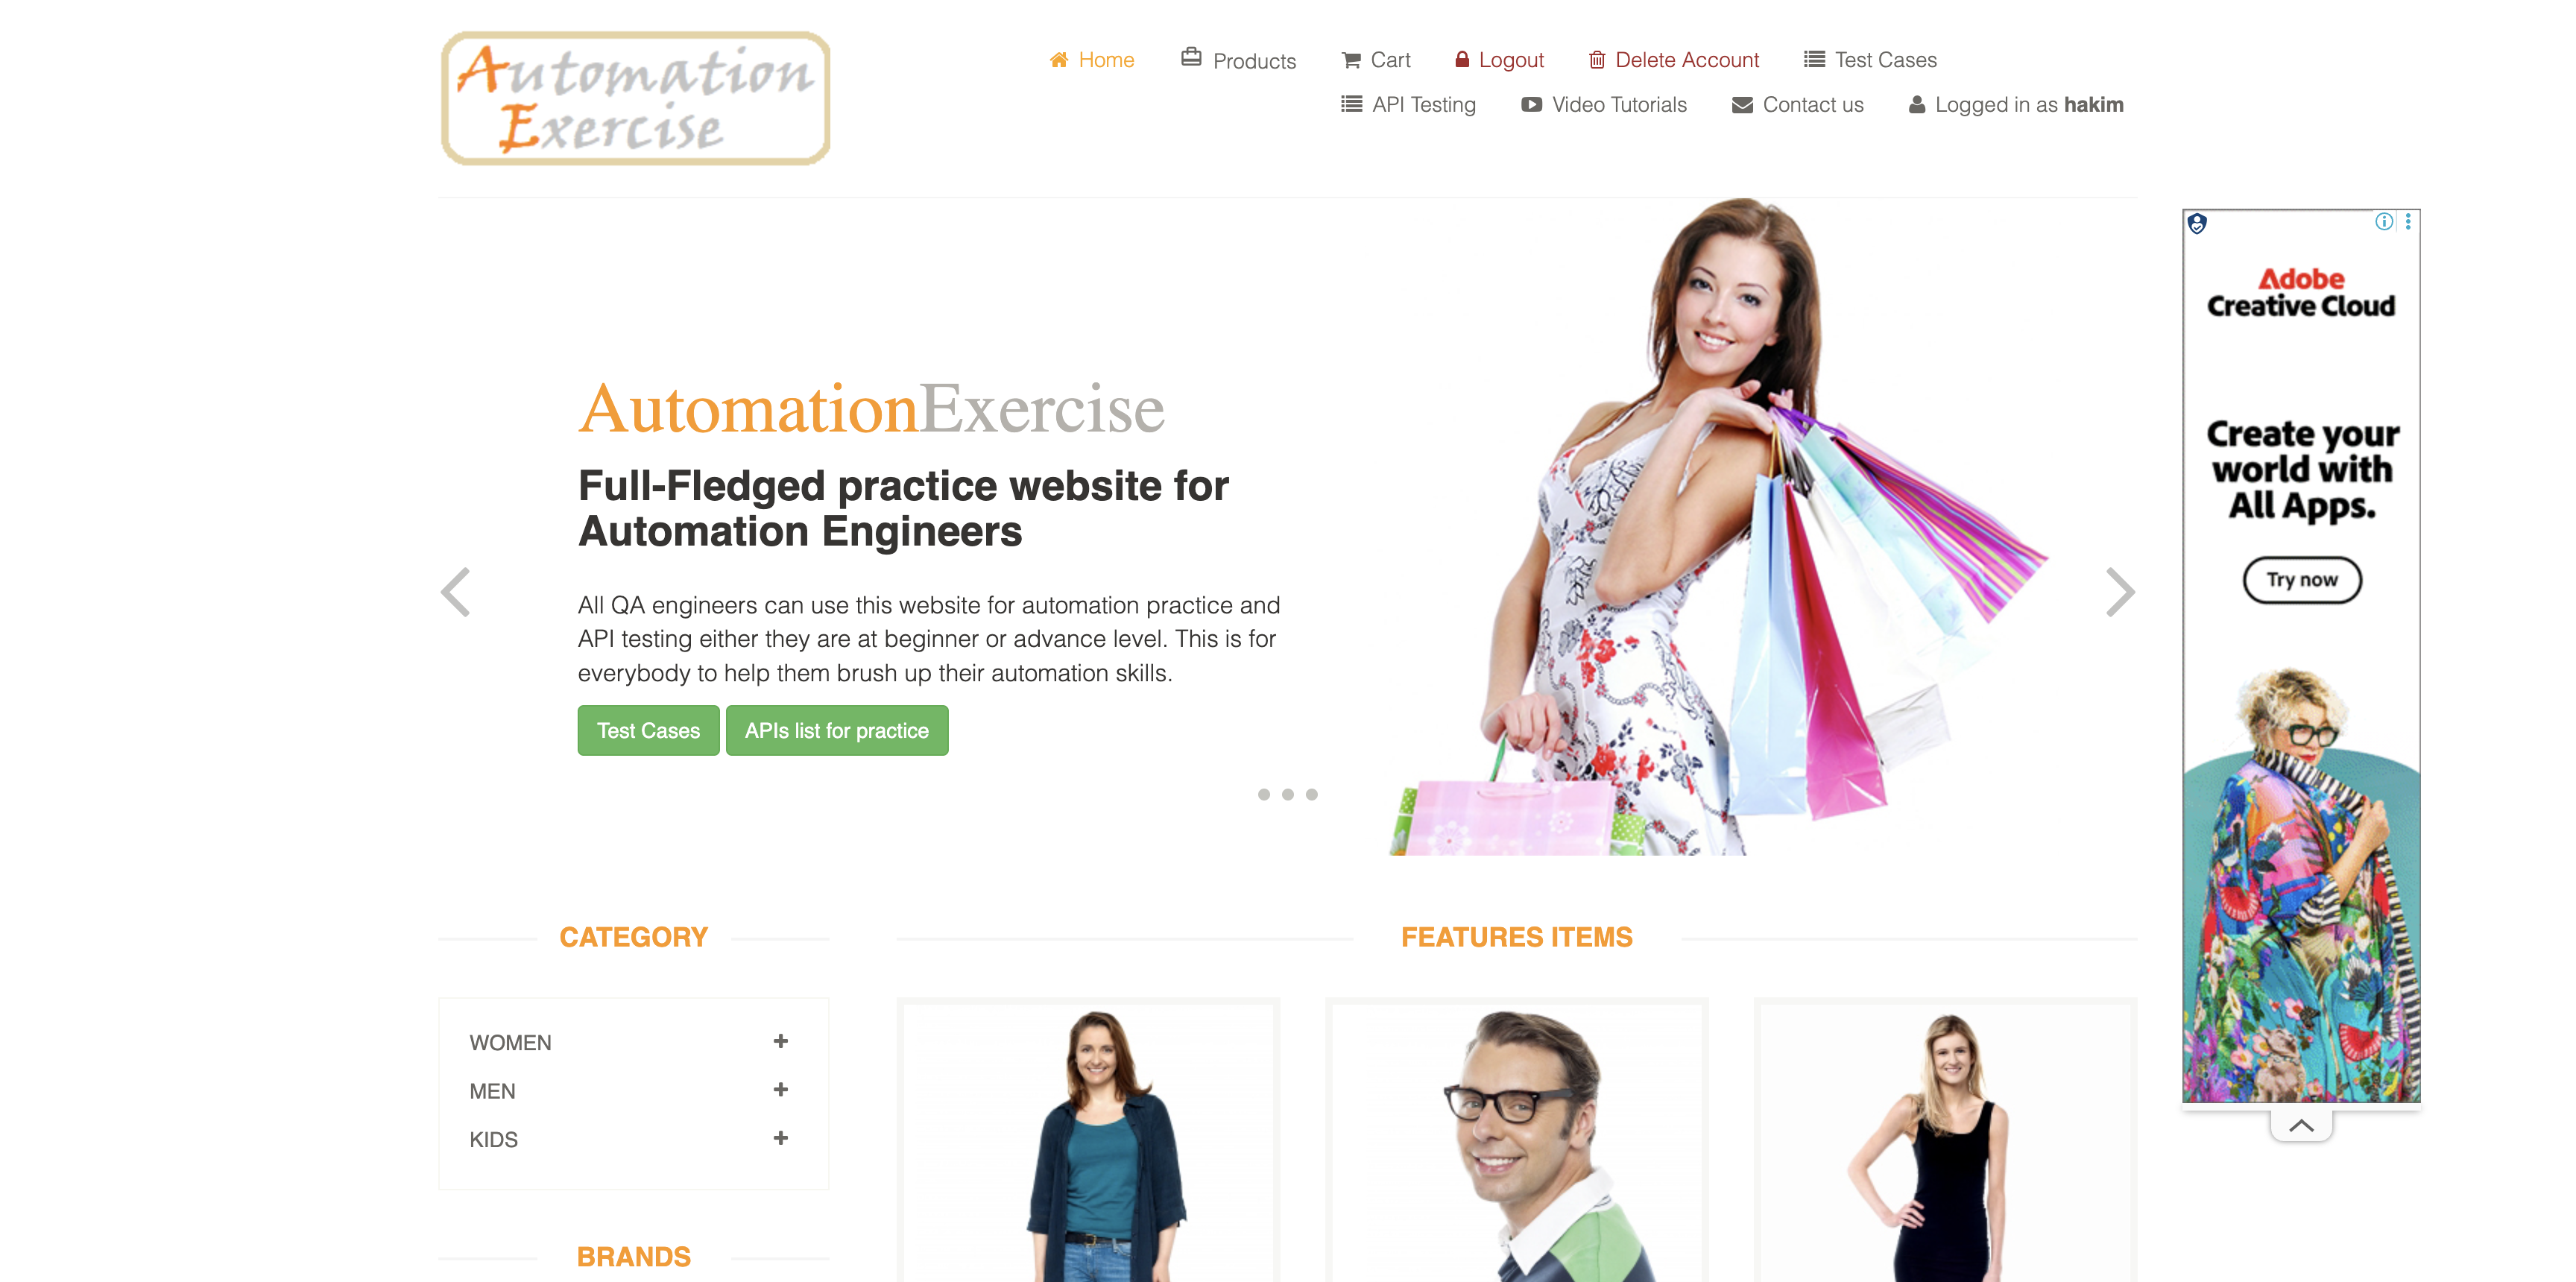 Automation
Exercise
Home
Products
Cart
Logout
Delete Account
Test Cases
API Testing
Video Tutorials
Contact us
Logged in as hakim
AutomationExercise
Full-Fledged practice website for
Automation Engineers
All QA engineers can use this website for automation practice and
API testing either they are at beginner or advance level. This is for
everybody to help them brush up their automation skills.
Test Cases
APIs list for practice
Adobe
Creative Cloud
Create your
world with
All Apps.
Try now
CATEGORY
WOMEN
MEN
KIDS
BRANDS
FEATURES ITEMS